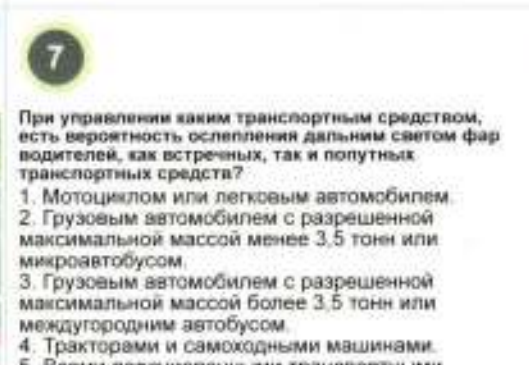 7
При управлении каким транспортным средством,
есть вероятность ослепления дальним светом фар
водителей, как встречных, так и попутных
транспортных средств?
1. Мотоциклом или легковым автомобилем.
2. Грузовым автомобилем с разрешенной
максимальной массой менее 3,5 тонн или
микроавтобусом.
3. Грузовым автомобилем с разрешенной
максимальной массой более 3,5 тонн или
междугородним автобусом.
4. Тракторами и самоходными машинами.